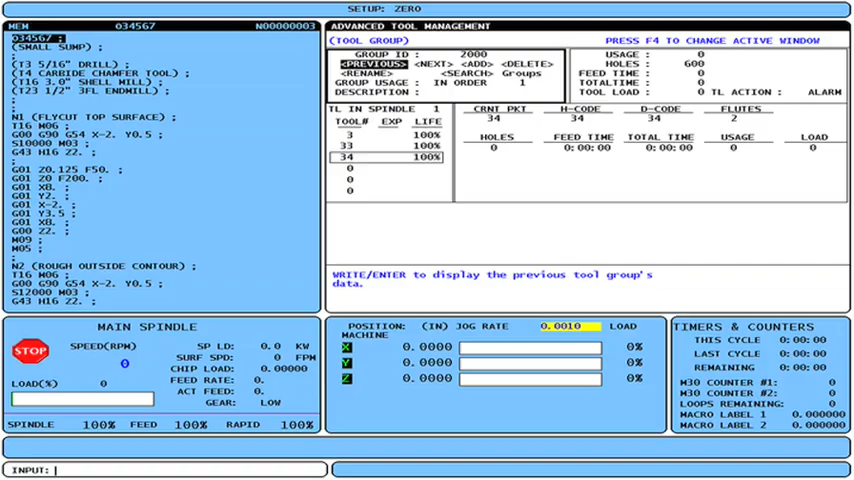 SETUP: ZERO
MEM O34567 N00000003
O34567 ;
(SMALL SUMP) ;
;
(T3 5/16" DRILL) ;
(T4 CARBIDE CHAMFER TOOL) ;
(T16 3.0" SHELL MILL) ;
(T23 1/2" 3FL ENDMILL) ;
;
;
N1 (FLYCUT TOP SURFACE) ;
T16 M06 ;
G00 G90 G54 X-2. Y0.5 ;
S10000 M03 ;
G43 H16 Z2. ;
;
G01 Z0.125 F50. ;
G01 Z0 F200. ;
G01 X8. ;
G01 Y2. ;
G01 X-2. ;
G01 Y3.5 ;
G01 X8. ;
G00 Z2. ;
M09 ;
M05 ;
;
N2 (ROUGH OUTSIDE CONTOUR) ;
T16 M06 ;
G00 G90 G54 X-2. Y0.5 ;
S12000 M03 ;
G43 H16 Z2. ;
ADVANCED TOOL MANAGEMENT
(TOOL GROUP) PRESS F4 TO CHANGE ACTIVE WINDOW
GROUP ID : 2000
<PREVIOUS> <NEXT> <ADD> <DELETE>
<RENAME> <SEARCH> Groups
GROUP USAGE : IN ORDER 1
DESCRIPTION :
USAGE : 0
HOLES : 600
FEED TIME : 0
TOTALTIME : 0
TOOL LOAD : 0 TL ACTION : ALARM
TL IN SPINDLE 1
TOOL# EXP LIFE
3 100%
33 100%
34 100%
0
0
0
CRNT PKT H-CODE D-CODE FLUTES
34 34 34 2
HOLES FEED TIME TOTAL TIME USAGE LOAD
0 0:00:00 0:00:00 0 0
WRITE/ENTER to display the previous tool group's
data.
MAIN SPINDLE
STOP
SPEED(RPM)
0
LOAD(%) 0
SP LD: 0.0 KW
SURF SPD: 0 FPM
CHIP LOAD: 0.00000
FEED RATE: 0.
ACT FEED: 0.
GEAR: LOW
SPINDLE 100% FEED 100% RAPID 100%
POSITION: (IN) JOG RATE 0.0010 LOAD
MACHINE
X 0.0000 0%
Y 0.0000 0%
Z 0.0000 0%
TIMERS & COUNTERS
THIS CYCLE 0:00:00
LAST CYCLE 0:00:00
REMAINING 0:00:00
M30 COUNTER #1: 0
M30 COUNTER #2: 0
LOOPS REMAINING: 0
MACRO LABEL 1 0.000000
MACRO LABEL 2 0.000000
INPUT: